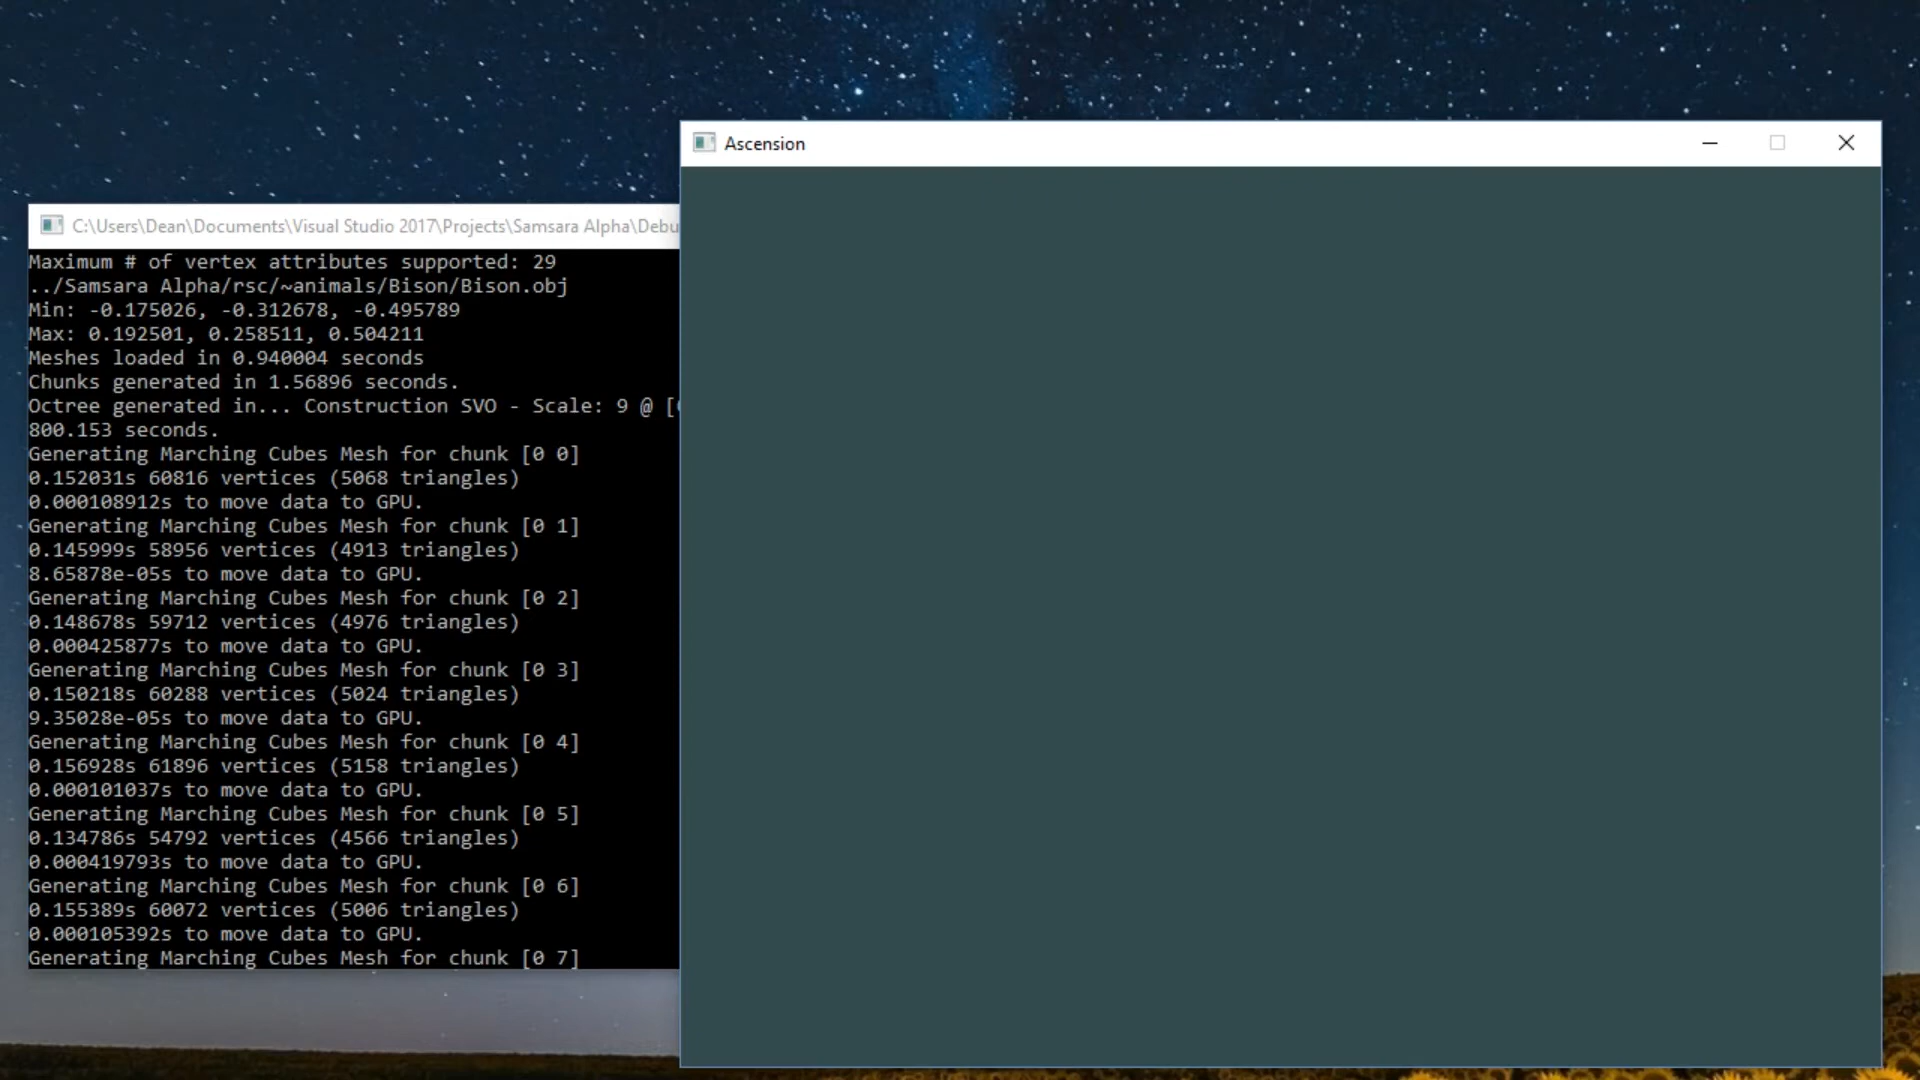 Ascension
C:\Users\Dean\Documents\Visual Studio 2017\Projects\Samsara Alpha\Debu
Maximum # of vertex attributes supported: 29
../Samsara Alpha/rsc/~animals/Bison/Bison.obj
Min: -0.175026, -0.312678, -0.495789
Max: 0.192501, 0.258511, 0.504211
Meshes loaded in 0.940004 seconds
Chunks generated in 1.56896 seconds.
Octree generated in... Construction SVO - Scale: 9 @ [
800.153 seconds.
Generating Marching Cubes Mesh for chunk [0 0]
0.152031s 60816 vertices (5068 triangles)
0.000108912s to move data to GPU.
Generating Marching Cubes Mesh for chunk [0 1]
0.145999s 58956 vertices (4913 triangles)
8.65878e-05s to move data to GPU.
Generating Marching Cubes Mesh for chunk [0 2]
0.148678s 59712 vertices (4976 triangles)
0.000425877s to move data to GPU.
Generating Marching Cubes Mesh for chunk [0 3]
0.150218s 60288 vertices (5024 triangles)
9.35028e-05s to move data to GPU.
Generating Marching Cubes Mesh for chunk [0 4]
0.156928s 61896 vertices (5158 triangles)
0.000101037s to move data to GPU.
Generating Marching Cubes Mesh for chunk [0 5]
0.134786s 54792 vertices (4566 triangles)
0.000419793s to move data to GPU.
Generating Marching Cubes Mesh for chunk [0 6]
0.155389s 60072 vertices (5006 triangles)
0.000105392s to move data to GPU.
Generating Marching Cubes Mesh for chunk [0 7]